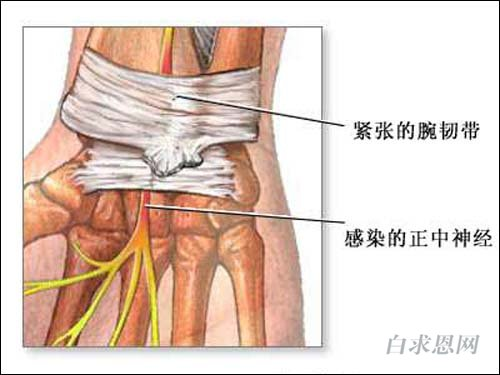 紧张的腕韧带
感染的正中神经
白求恩网